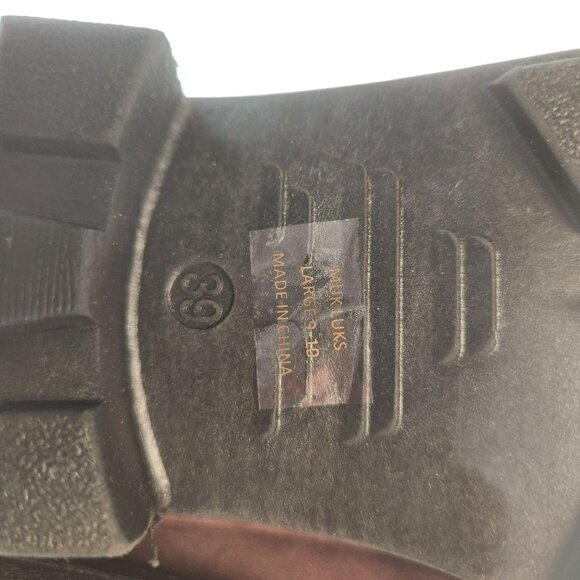 MUK LUKS
LARGE 9-10
MADE IN CHINA
39